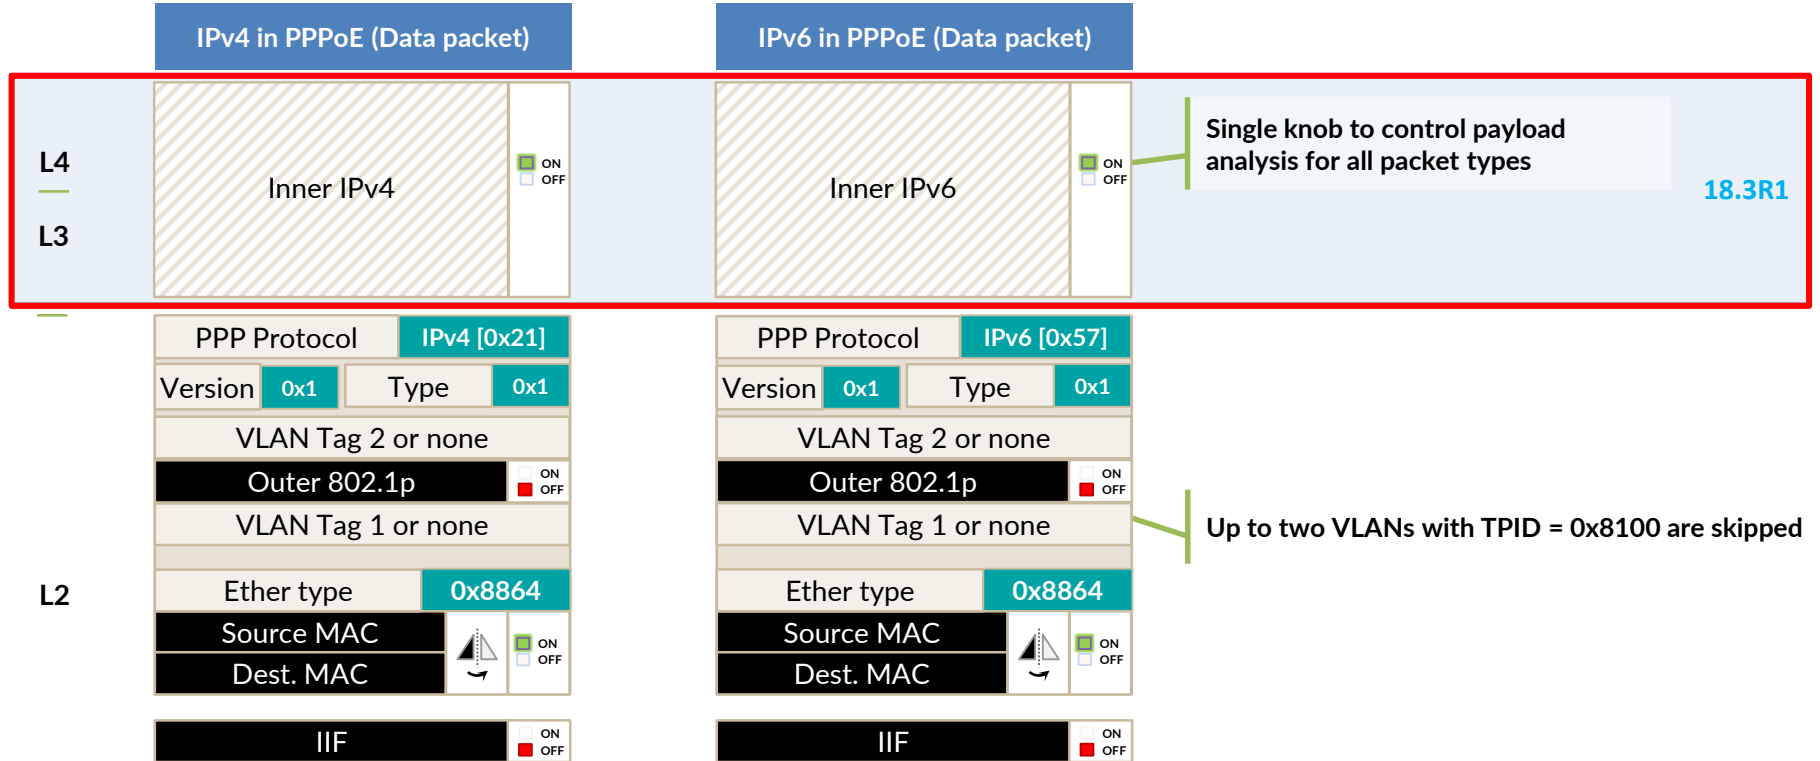 IPv4 in PPPoE (Data packet)
IPv6 in PPPoE (Data packet)
L4
L3
Inner IPv4
ON
OFF
Inner IPv6
ON
OFF
Single knob to control payload
analysis for all packet types
18.3R1
PPP Protocol
IPv4 [0x21]
PPP Protocol
IPv6 [0x57]
Version
0x1
Type
0x1
Version
0x1
Type
0x1
VLAN Tag 2 or none
VLAN Tag 2 or none
Outer 802.1p
ON
OFF
Outer 802.1p
ON
OFF
VLAN Tag 1 or none
VLAN Tag 1 or none
Up to two VLANs with TPID = 0x8100 are skipped
L2
Ether type
0x8864
Ether type
0x8864
Source MAC
Dest. MAC
ON
OFF
Source MAC
Dest. MAC
ON
OFF
IIF
ON
OFF
IIF
ON
OFF